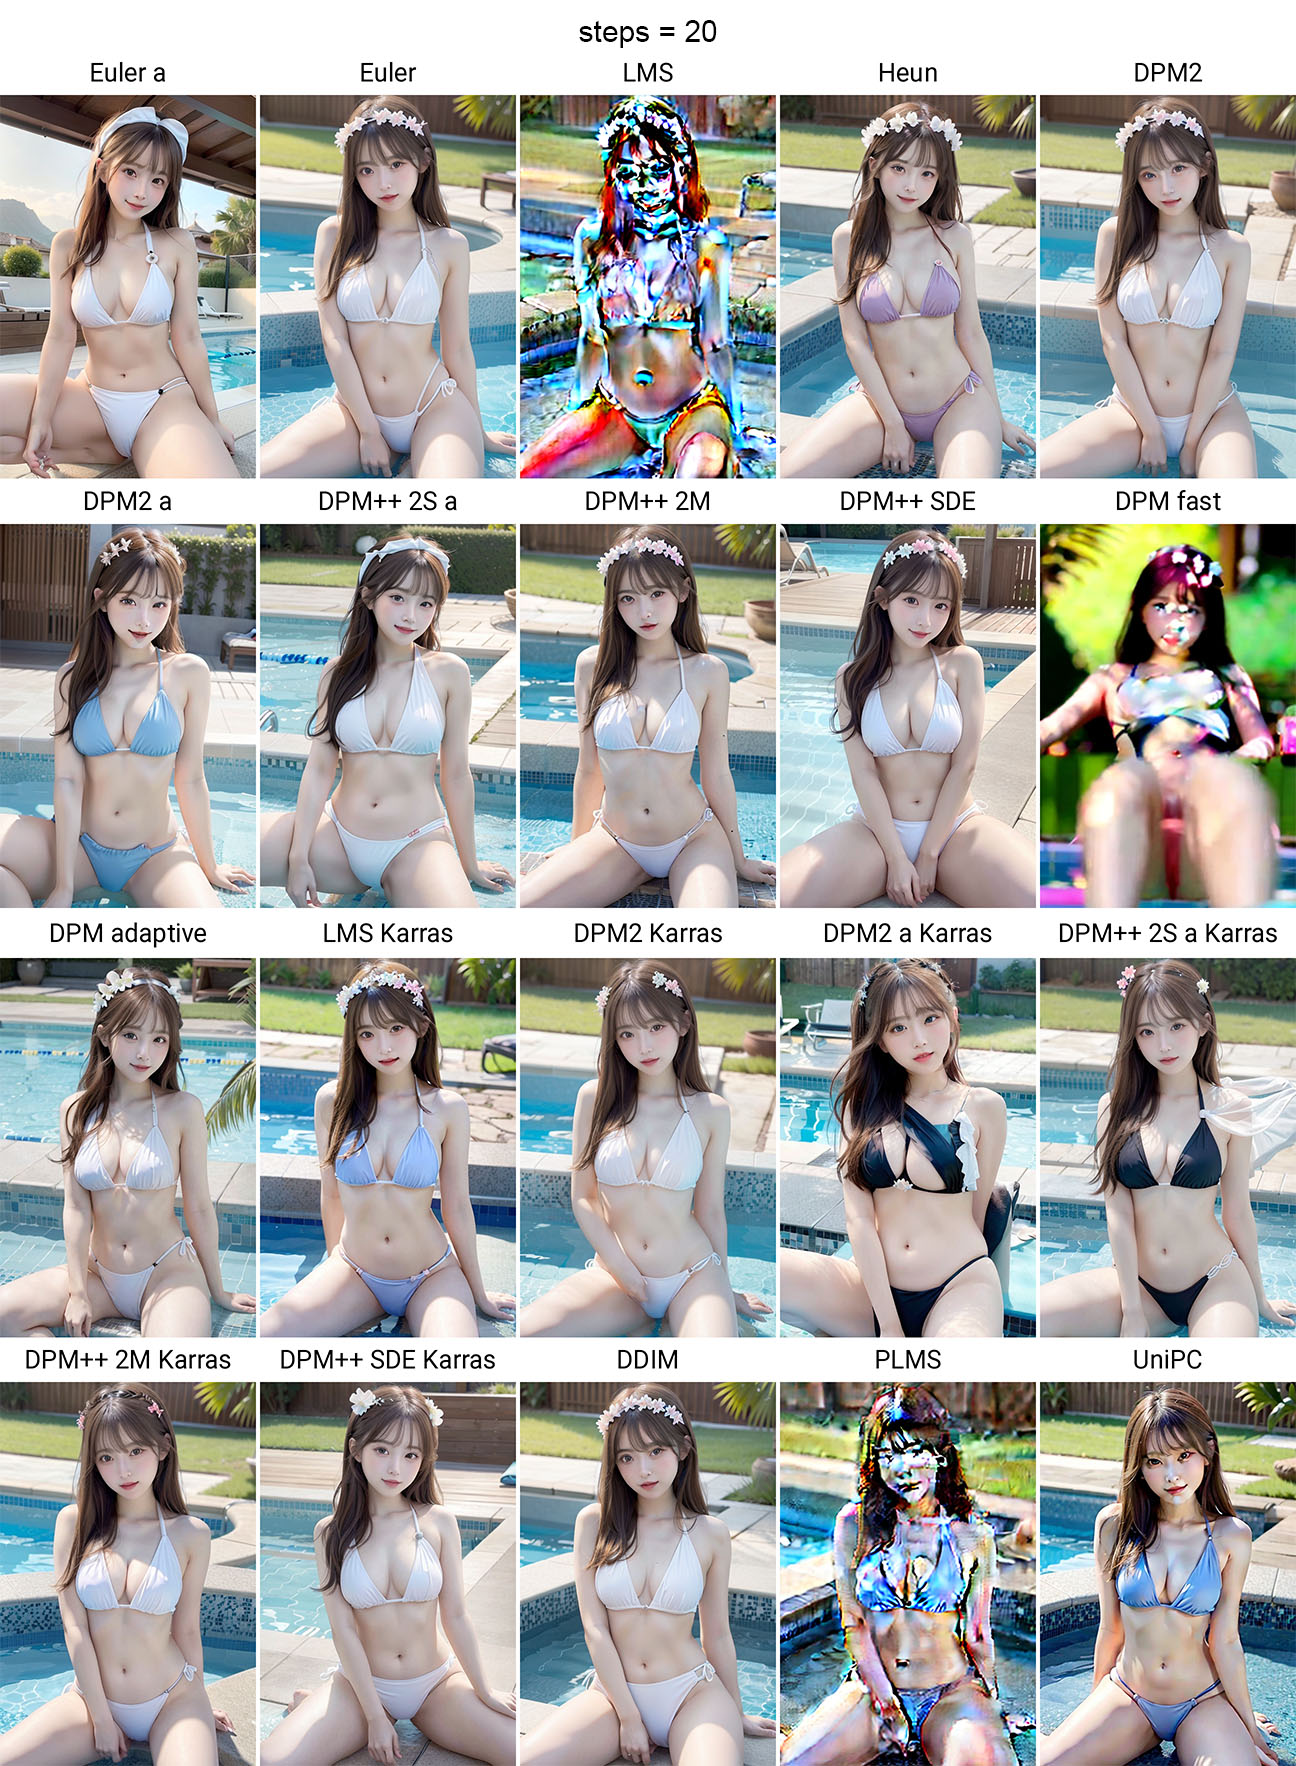 steps = 20
Euler a
Euler
LMS
Heun
DPM2
DPM2 a
DPM++ 2S a
DPM++ 2M
DPM++ SDE
DPM fast
DPM adaptive
LMS Karras
DPM2 Karras
DPM2 a Karras
DPM++ 2S a Karras
DPM++ 2M Karras
DPM++ SDE Karras
DDIM
PLMS
UniPC